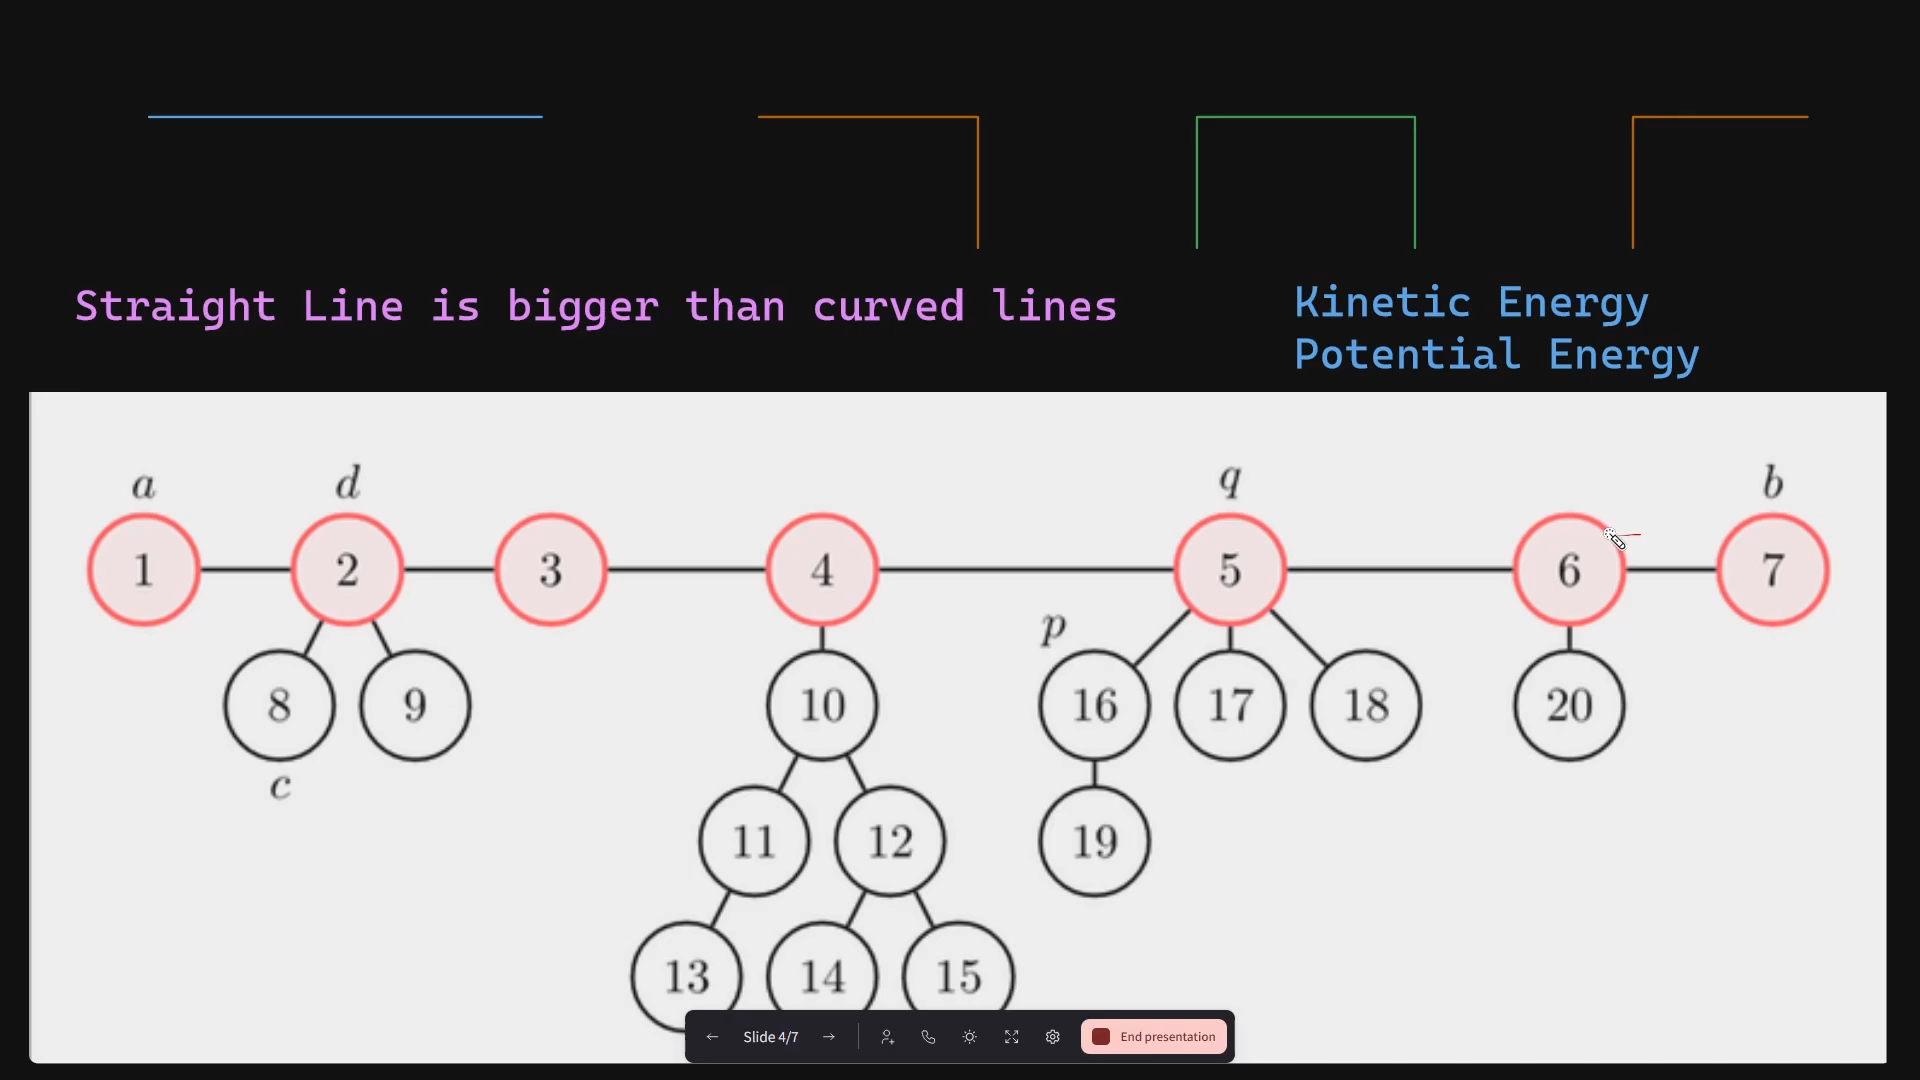 Straight Line is bigger than curved lines
Kinetic Energy
Potential Energy
a d q b
1 2 3 4 5 6 7
p
8 9 10 16 17 18 20
c
11 12 19
13 14 15
Slide 4/7
End presentation